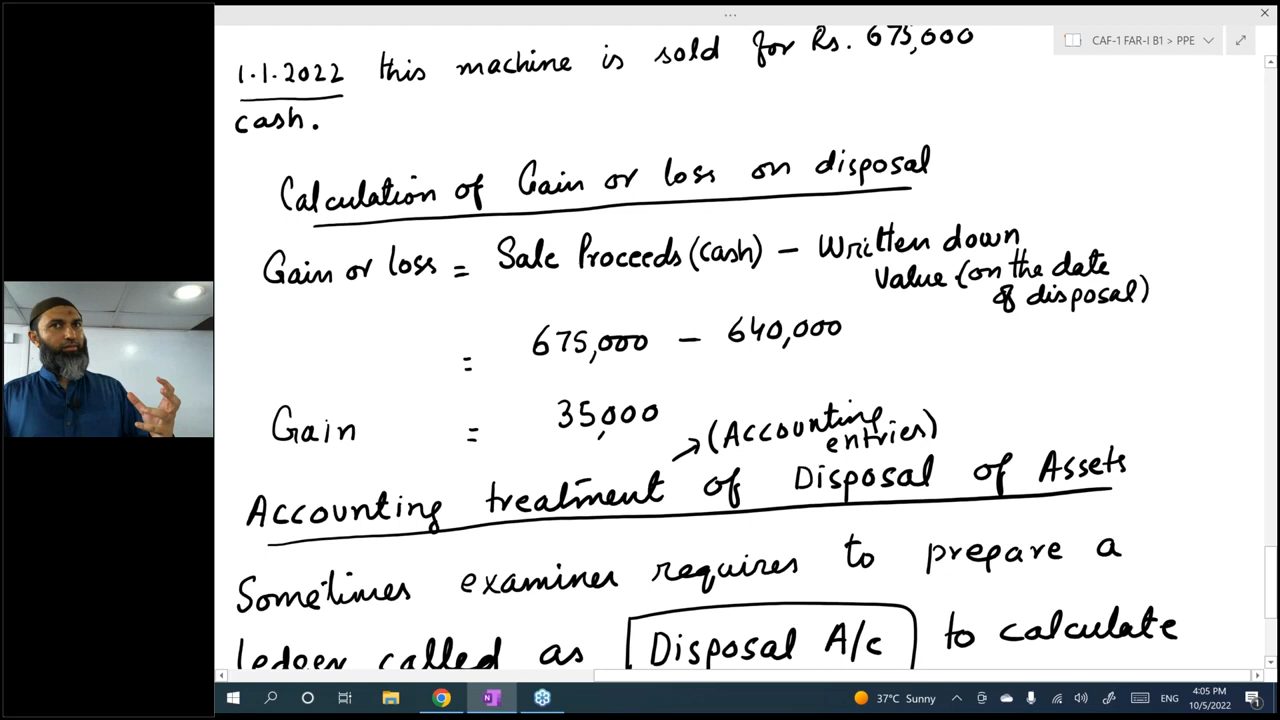 CAF-1 FAR-I B1 > PPE
1.1.2022 this machine is sold for Rs. 675,000
cash.
Calculation of Gain or loss on disposal
Gain or loss = Sale Proceeds (cash) - Written down
Value (on the date
of disposal)
= 675,000 - 640,000
Gain = 35,000
(Accounting
entries)
Accounting treatment of Disposal of Assets
Sometimes examiner requires to prepare a
ledger called as Disposal A/c to calculate
37°C Sunny
ENG
4:05 PM
10/5/2022
1